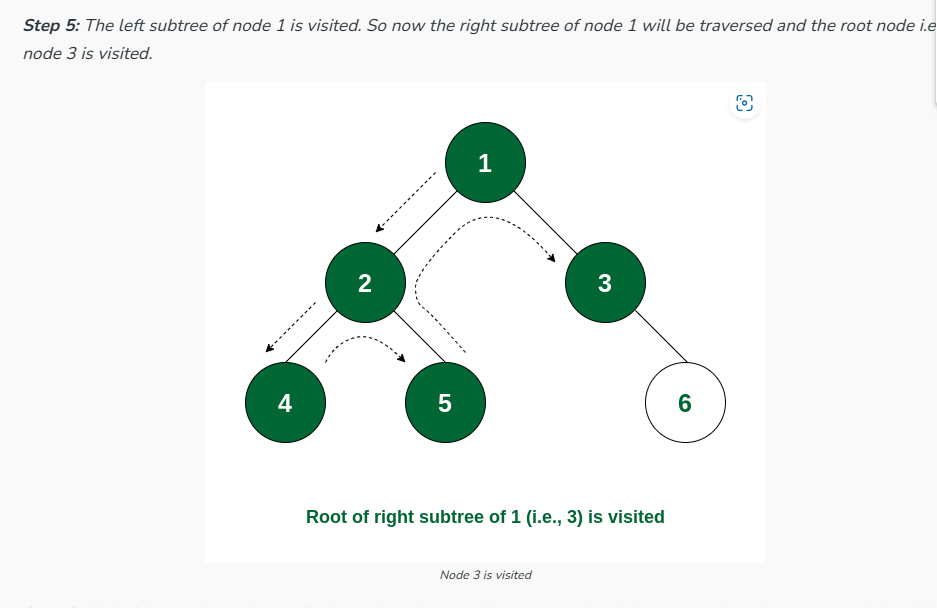 Step 5: The left subtree of node 1 is visited. So now the right subtree of node 1 will be traversed and the root node i.e
node 3 is visited.
1
2
3
4
5
6
Root of right subtree of 1 (i.e., 3) is visited
Node 3 is visited